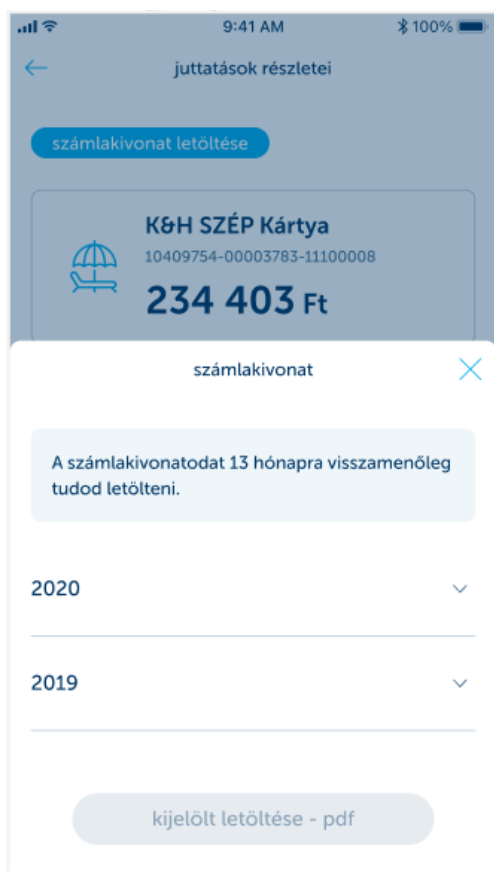 9:41 AM 100%
juttatások részletei
számlakivonat letöltése
K&H SZÉP Kártya
10409754-00003783-11100008
234 403 Ft
számlakivonat
A számlakivonatodat 13 hónapra visszamenőleg
tudod letölteni.
2020
2019
kijelölt letöltése - pdf